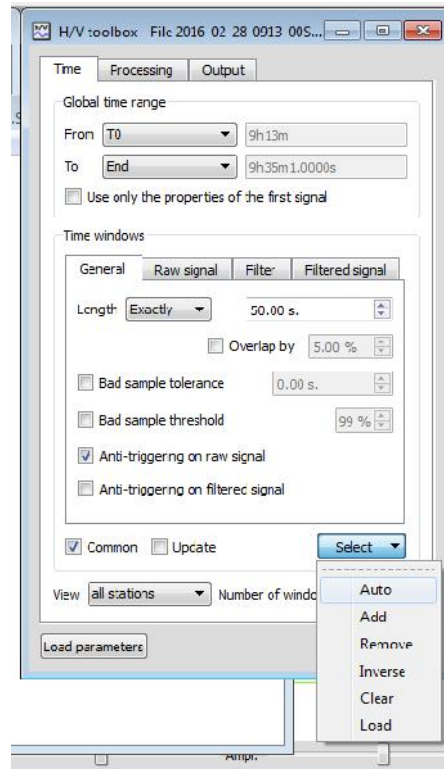 H/V toolbox File 2016 02 28 0913 00S...
Time Processing Output
Global time range
From T0 9h13m
To End 9h35m1.0000s
Use only the properties of the first signal
Time windows
General Raw signal Filter Filtered signal
Length Exactly 50.00 s.
Overlap by 5.00 %
Bad sample tolerance 0.00 s.
Bad sample threshold 99 %
Anti-triggering on raw signal
Anti-triggering on filtered signal
Common Update Select
Auto
View all stations Number of windo
Add
Remove
Load parameters
Inverse
Clear
Load
Ampl.